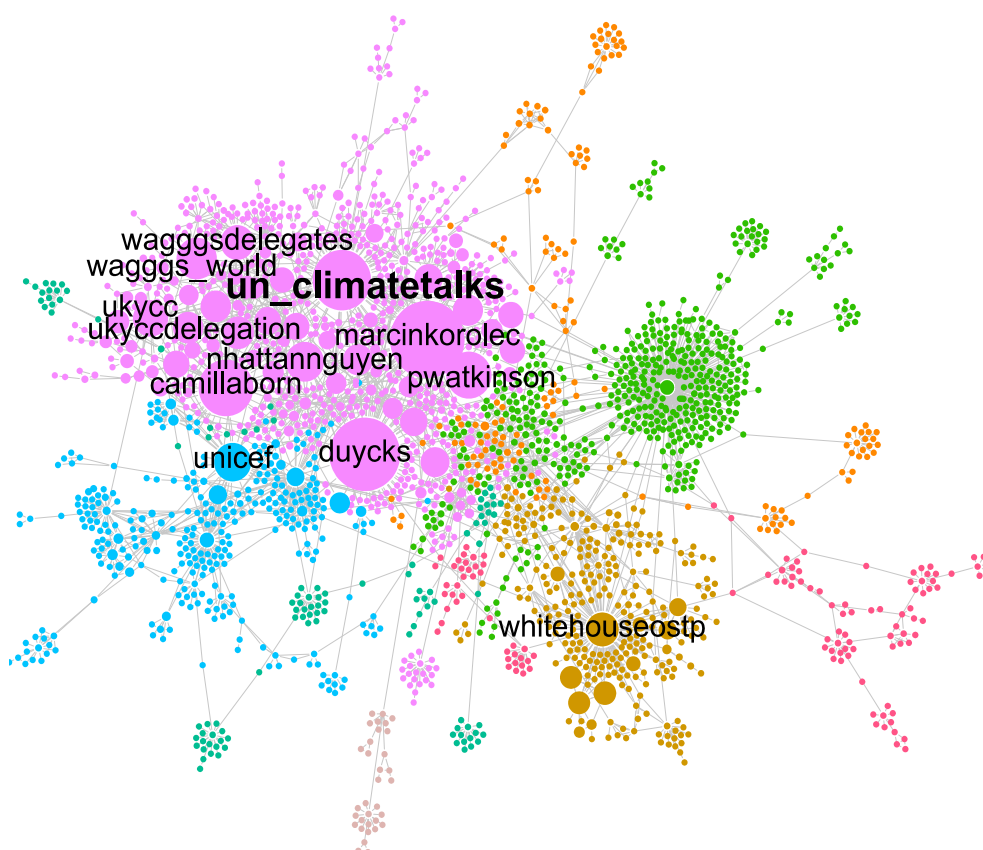 wagggsdelegates
wagggs_world
un_climatetalks
ukycc
ukyccdelegation
marcinkorolec
nhattannguyen
camillaborn
pwatkinson
unicef
duycks
whitehouseostp